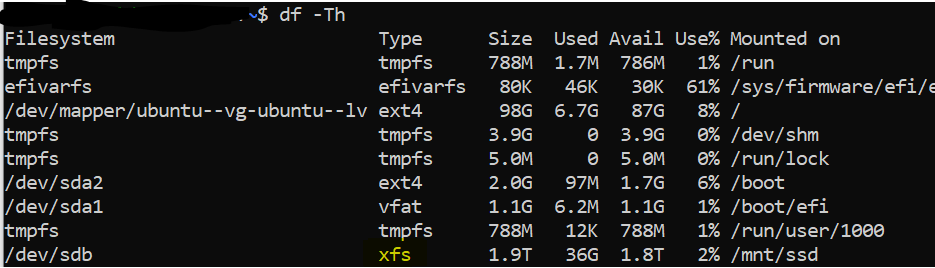 ~$ df -Th
Filesystem Type Size Used Avail Use% Mounted on
tmpfs tmpfs 788M 1.7M 786M 1% /run
efivarfs efivarfs 80K 46K 30K 61% /sys/firmware/efi/e
/dev/mapper/ubuntu--vg-ubuntu--lv ext4 98G 6.7G 87G 8% /
tmpfs tmpfs 3.9G 0 3.9G 0% /dev/shm
tmpfs tmpfs 5.0M 0 5.0M 0% /run/lock
/dev/sda2 ext4 2.0G 97M 1.7G 6% /boot
/dev/sda1 vfat 1.1G 6.2M 1.1G 1% /boot/efi
tmpfs tmpfs 788M 12K 788M 1% /run/user/1000
/dev/sdb xfs 1.9T 36G 1.8T 2% /mnt/ssd